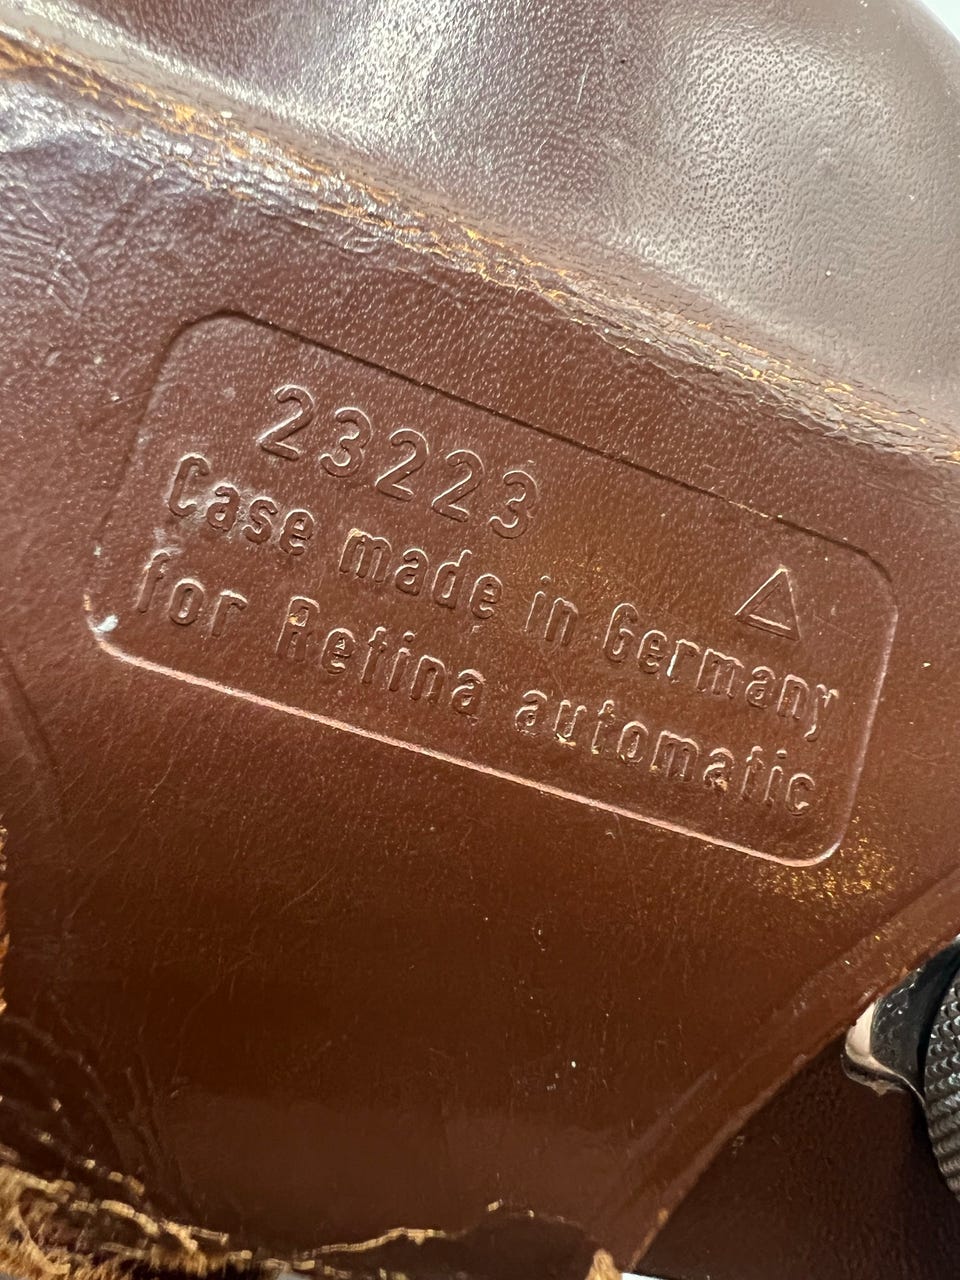 23223
Case made in Germany
for Retina automatic